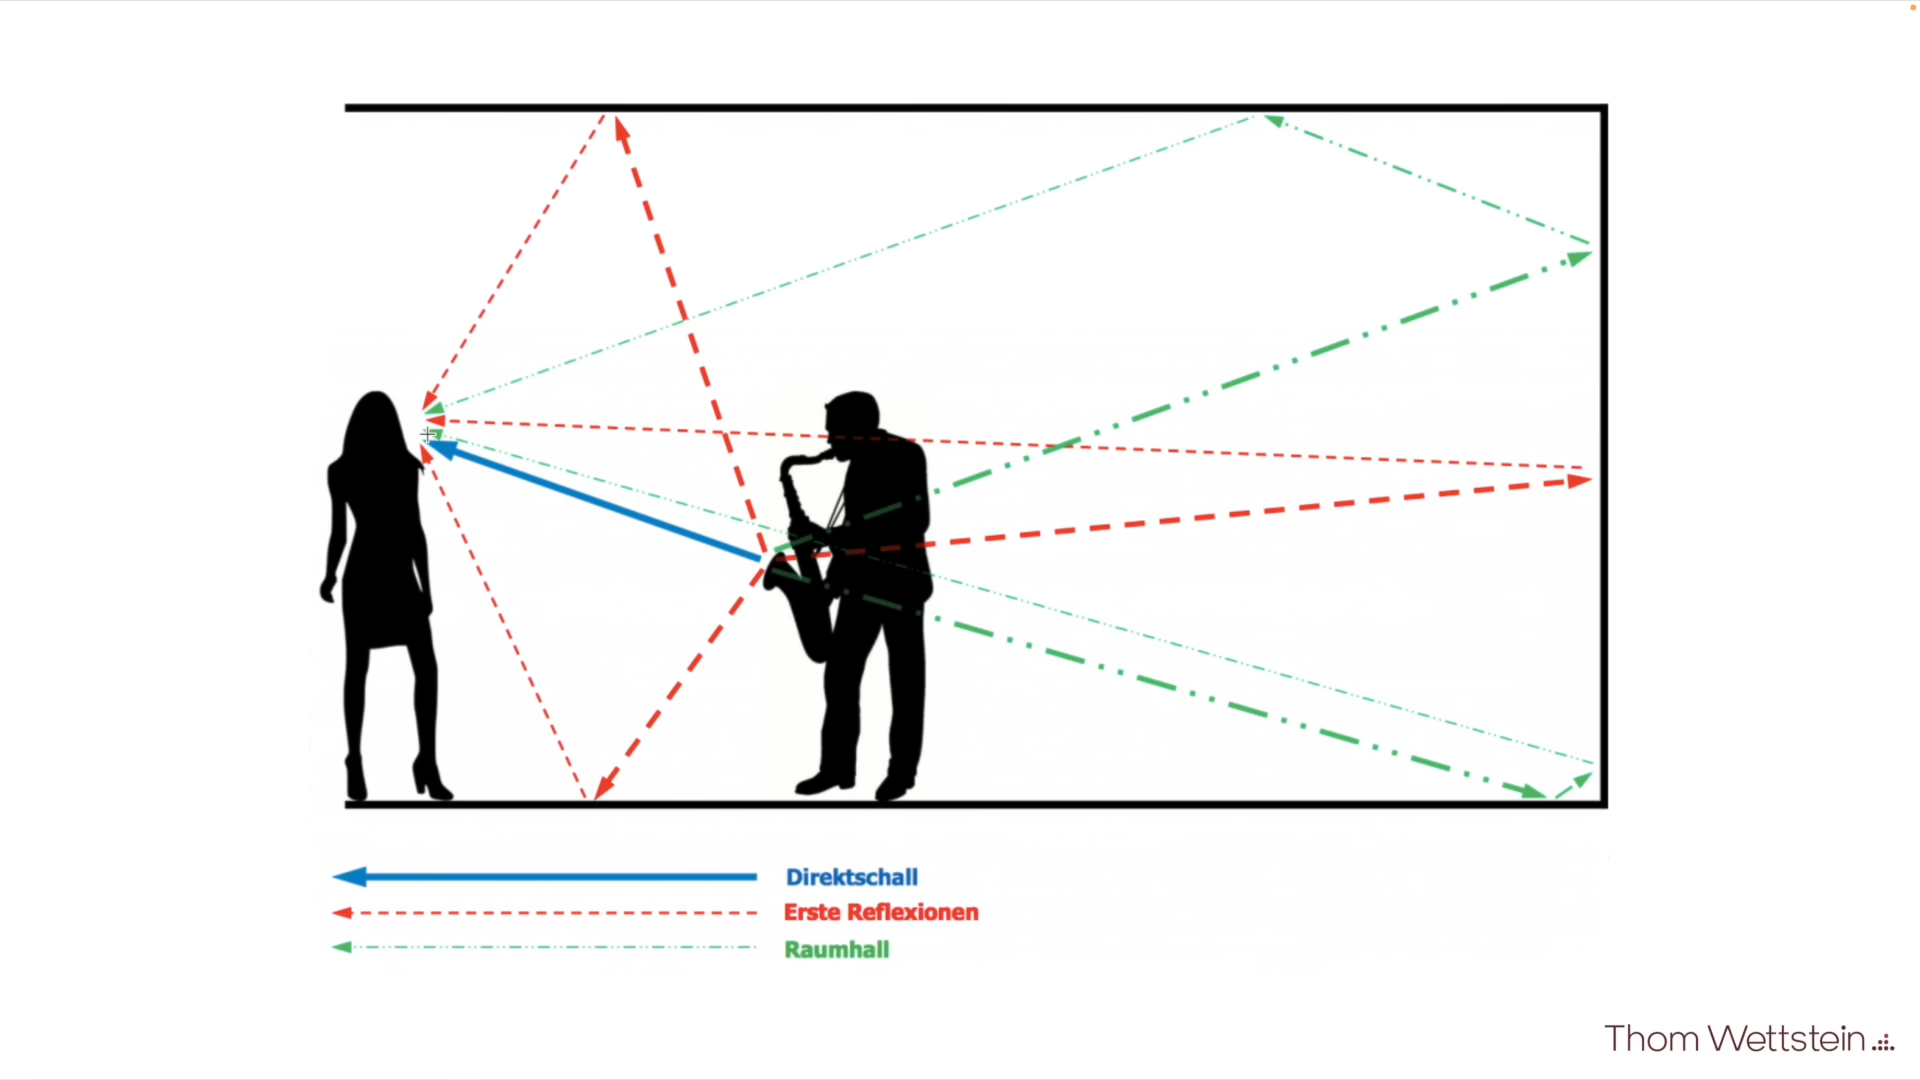 Direktschall
Erste Reflexionen
Raumhall
Thom Wettstein